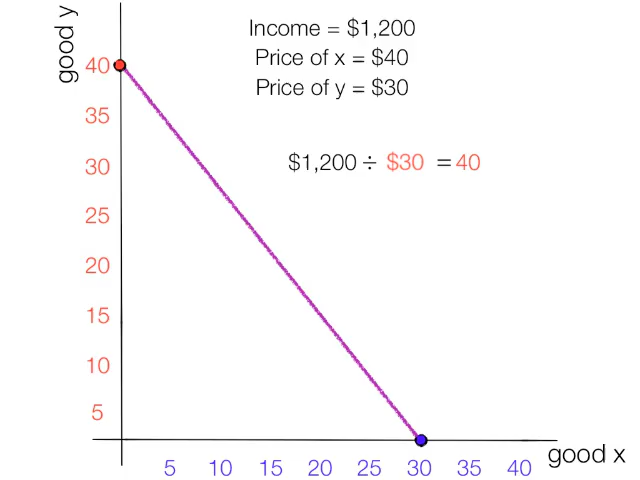 good y
Income = $1,200
Price of x = $40
Price of y = $30
$1,200 ÷ $30 = 40
40
35
30
25
20
15
10
5
5 10 15 20 25 30 35 40
good x